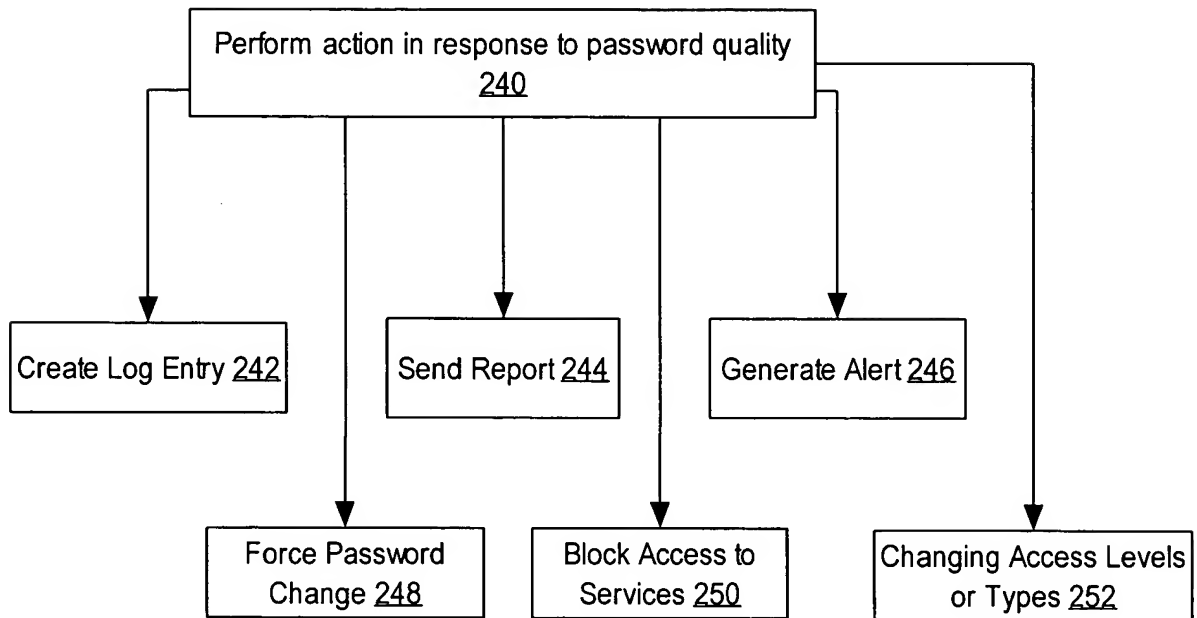 Perform action in response to password quality
240
Create Log Entry 242
Send Report 244
Generate Alert 246
Force Password
Change 248
Block Access to
Services 250
Changing Access Levels
or Types 252